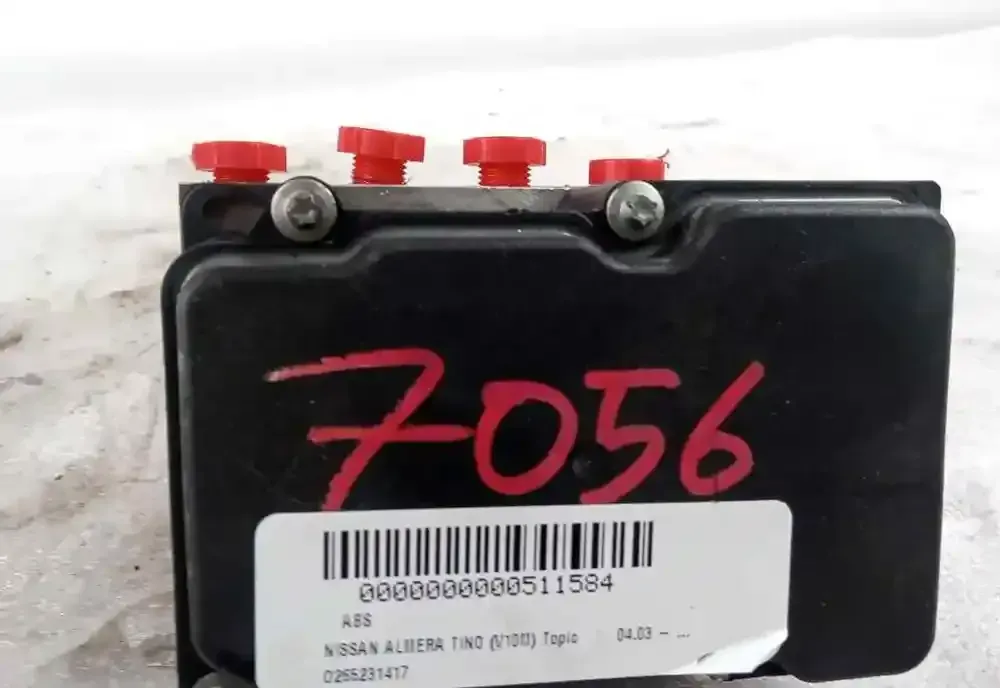 7056
0000000000511584
ABS
NISSAN ALMERA TINO (V10M) Topic 04.03 - ...
0265231417